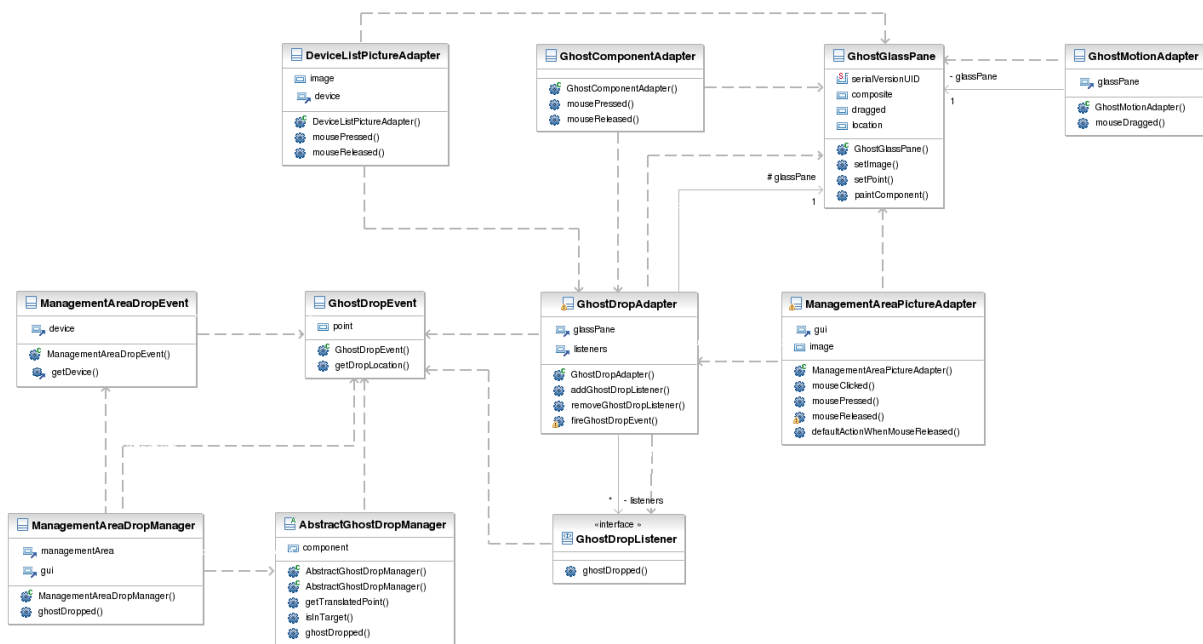 DeviceListPictureAdapter
image
device
DeviceListPictureAdapter()
mousePressed()
mouseReleased()
GhostComponentAdapter
GhostComponentAdapter()
mousePressed()
mouseReleased()
GhostGlassPane
serialVersionUID
composite
dragged
location
GhostGlassPane()
setImage()
setPoint()
paintComponent()
- glassPane
1
GhostMotionAdapter
glassPane
GhostMotionAdapter()
mouseDragged()
# glassPane
1
ManagementAreaDropEvent
device
ManagementAreaDropEvent()
getDevice()
GhostDropEvent
point
GhostDropEvent()
getDropLocation()
GhostDropAdapter
glassPane
listeners
GhostDropAdapter()
addGhostDropListener()
removeGhostDropListener()
fireGhostDropEvent()
ManagementAreaPictureAdapter
gui
image
ManagementAreaPictureAdapter()
mouseClicked()
mousePressed()
mouseReleased()
defaultActionWhenMouseReleased()
* - listeners
ManagementAreaDropManager
managementArea
gui
ManagementAreaDropManager()
ghostDropped()
AbstractGhostDropManager
component
AbstractGhostDropManager()
AbstractGhostDropManager()
getTranslatedPoint()
isInTarget()
ghostDropped()
«interface »
GhostDropListener
ghostDropped()